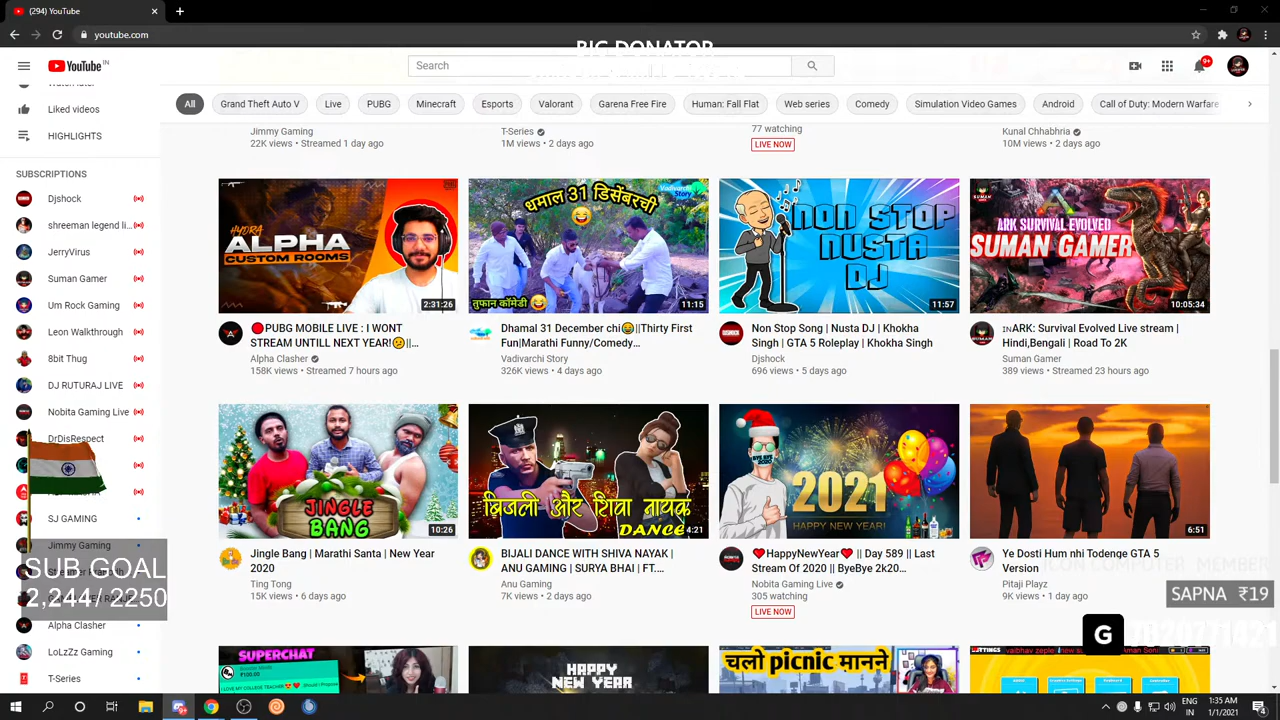 (294) YouTube
youtube.com
BIG DONATOR
YouTube IN
Search
9+
All
Grand Theft Auto V
Live
PUBG
Minecraft
Esports
Valorant
Garena Free Fire
Human: Fall Flat
Web series
Comedy
Simulation Video Games
Android
Call of Duty: Modern Warfare
Liked videos
HIGHLIGHTS
SUBSCRIPTIONS
Djshock
shreeman legend li...
JerryVirus
Suman Gamer
Um Rock Gaming
Leon Walkthrough
8bit Thug
DJ RUTURAJ LIVE
Nobita Gaming Live
DrDisRespect
SJ GAMING
Jimmy Gaming
SUB GOAL
2,244/ 2250
Alpha Clasher
LoLzZz Gaming
T-Series
Jimmy Gaming
22K views • Streamed 1 day ago
T-Series
1M views • 2 days ago
77 watching
LIVE NOW
Kunal Chhabhria
10M views • 2 days ago
HYDRA
ALPHA
CUSTOM ROOMS
2:31:26
🔴PUBG MOBILE LIVE : I WONT
STREAM UNTILL NEXT YEAR!😕||...
Alpha Clasher
158K views • Streamed 7 hours ago
Vadivarchi
Story
धमाल 31 डिसेंबरची
तुफान कॉमेडी
11:15
Dhamal 31 December chi😂||Thirty First
Fun|Marathi Funny/Comedy...
Vadivarchi Story
326K views • 4 days ago
NON STOP
NUSTA
DJ
11:57
Non Stop Song | Nusta DJ | Khokha
Singh | GTA 5 Roleplay | Khokha Singh
Djshock
696 views • 5 days ago
SUMAN
ARK SURVIVAL EVOLVED
SUMAN GAMER
10:05:34
🇮🇳ARK: Survival Evolved Live stream |
Hindi,Bengali | Road To 2K
Suman Gamer
389 views • Streamed 23 hours ago
JINGLE
BANG
10:26
Jingle Bang | Marathi Santa | New Year
2020
Ting Tong
15K views • 6 days ago
बिजली और शिवा नायक
DANCE
4:21
BIJALI DANCE WITH SHIVA NAYAK |
ANU GAMING | SURYA BHAI | FT....
Anu Gaming
7K views • 2 days ago
2021
HAPPY NEW YEAR!
❤️HappyNewYear❤️ || Day 589 || Last
Stream Of 2020 || ByeBye 2k20...
Nobita Gaming Live
305 watching
LIVE NOW
6:51
Ye Dosti Hum nhi Todenge GTA 5
Version
Pitaji Playz
9K views • 1 day ago
ICON COMPUTER MEMBER
SAPNA ₹19
G
SUPERCHAT
₹100.00
HAPPY
NEW YEAR
चलो picnic मानने
ENG
IN
1:35 AM
1/1/2021
4